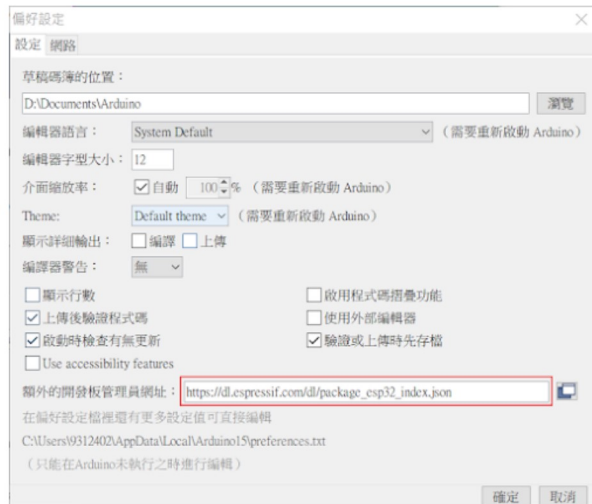 偏好設定
設定 網路
草稿碼簿的位置：
D:\Documents\Arduino 瀏覽
編輯器語言： System Default （需要重新啟動 Arduino）
編輯器字型大小： 12
介面縮放率： 自動 100 % （需要重新啟動 Arduino）
Theme: Default theme （需要重新啟動 Arduino）
顯示詳細輸出： 編譯 上傳
編譯器警告： 無
顯示行數 啟用程式碼摺疊功能
上傳後驗證程式碼 使用外部編輯器
啟動時檢查有無更新 驗證或上傳時先存檔
Use accessibility features
額外的開發板管理員網址： https://dl.espressif.com/dl/package_esp32_index.json
在偏好設定檔裡還有更多設定值可直接編輯
C:\Users\9312402\AppData\Local\Arduino15\preferences.txt
（只能在Arduino未執行之時進行編輯）
確定 取消